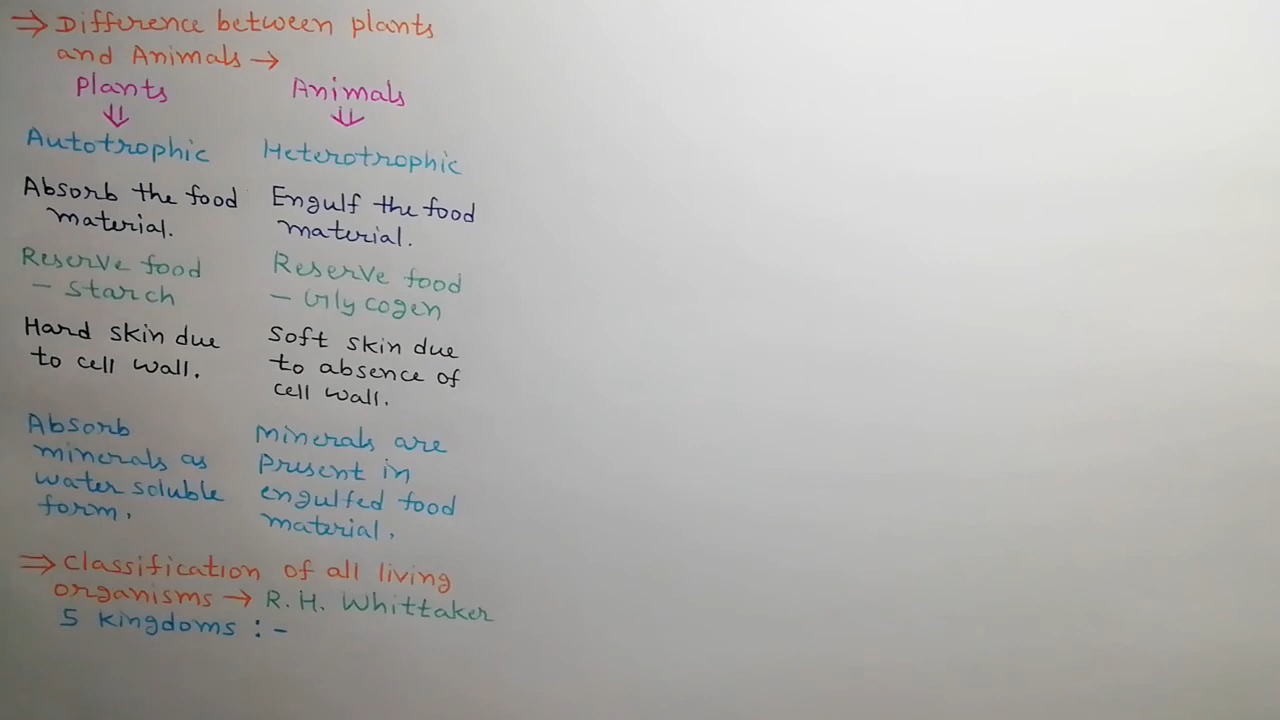 ⇒ Difference between plants
and Animals →
Plants Animals
⇓ ⇓
Autotrophic Heterotrophic
Absorb the food Engulf the food
material. material.
Reserve food Reserve food
- Starch - Glycogen
Hard skin due Soft skin due
to cell wall. to absence of
cell wall.
Absorb Minerals are
minerals as present in
water soluble engulfed food
form. material.
⇒ Classification of all living
organisms → R. H. Whittaker
5 kingdoms :-